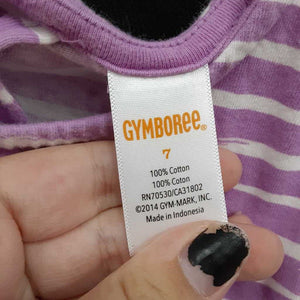 GYMBOREE®
7
100% Cotton
100% Coton
RN70530/CA31802
©2014 GYM-MARK, INC.
Made in Indonesia